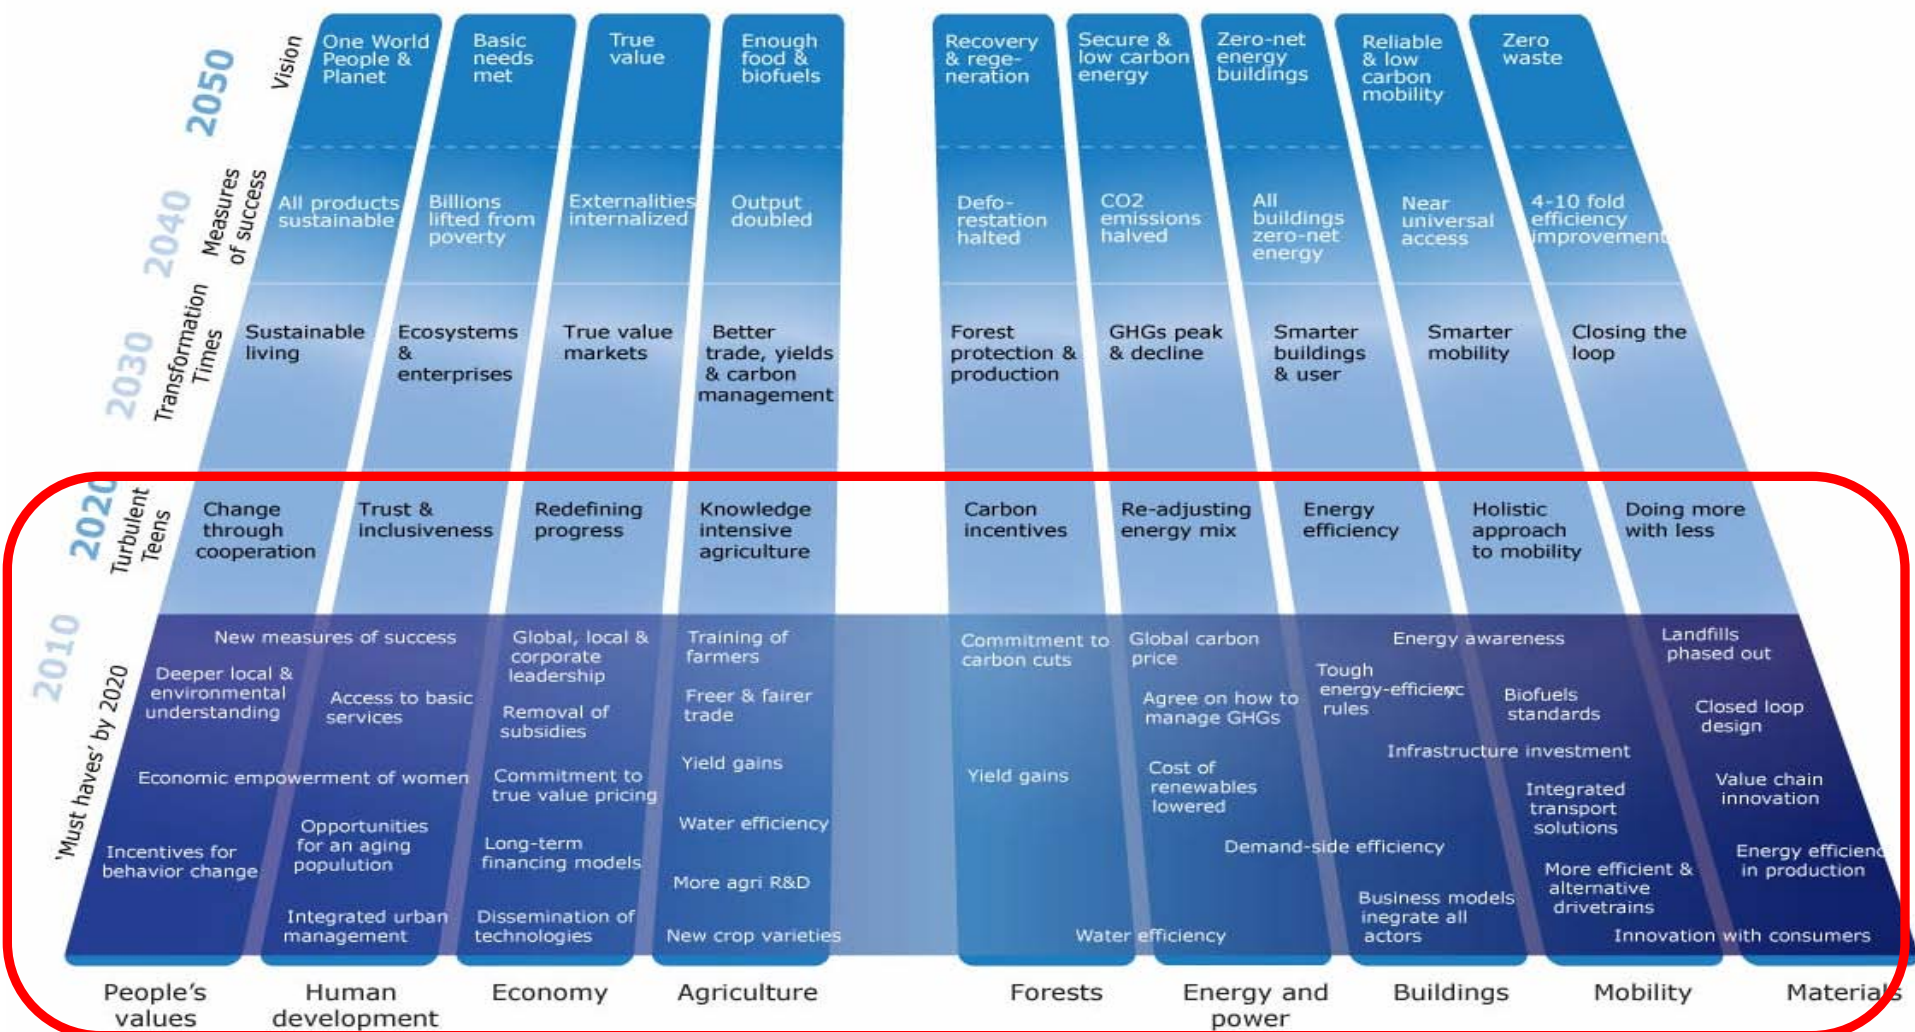 2050
Vision
One World
People &
Planet
Basic
needs
met
True
value
Enough
food &
biofuels
Recovery
& rege-
neration
Secure &
low carbon
energy
Zero-net
energy
buildings
Reliable
& low
carbon
mobility
Zero
waste
2040
Measures
of success
All products
sustainable
Billions
lifted from
poverty
Externalities
internalized
Output
doubled
Defo-
restation
halted
CO2
emissions
halved
All
buildings
zero-net
energy
Near
universal
access
4-10 fold
efficiency
improvement
2030
Transformation
Times
Sustainable
living
Ecosystems
&
enterprises
True value
markets
Better
trade, yields
& carbon
management
Forest
protection &
production
GHGs peak
& decline
Smarter
buildings
& user
Smarter
mobility
Closing the
loop
2020
Turbulent
Teens
Change
through
cooperation
Trust &
inclusiveness
Redefining
progress
Knowledge
intensive
agriculture
Carbon
incentives
Re-adjusting
energy mix
Energy
efficiency
Holistic
approach
to mobility
Doing more
with less
2010
'Must haves' by 2020
New measures of success
Deeper local &
environmental
understanding
Access to basic
services
Economic empowerment of women
Incentives for
behavior change
Opportunities
for an aging
populution
Integrated urban
management
Global, local &
corporate
leadership
Removal of
subsidies
Commitment to
true value pricing
Long-term
financing models
Dissemination of
technologies
Training of
farmers
Freer & fairer
trade
Yield gains
Water efficiency
More agri R&D
New crop varieties
Commitment to
carbon cuts
Yield gains
Water efficiency
Global carbon
price
Agree on how to
manage GHGs
Cost of
renewables
lowered
Demand-side efficiency
Energy awareness
Tough
energy-efficienc
rules
Infrastructure investment
Business models
inegrate all
actors
Biofuels
standards
Integrated
transport
solutions
More efficient &
alternative
drivetrains
Innovation with consumers
Landfills
phased out
Closed loop
design
Value chain
innovation
Energy efficienc
in production
People's
values
Human
development
Economy
Agriculture
Forests
Energy and
power
Buildings
Mobility
Materials